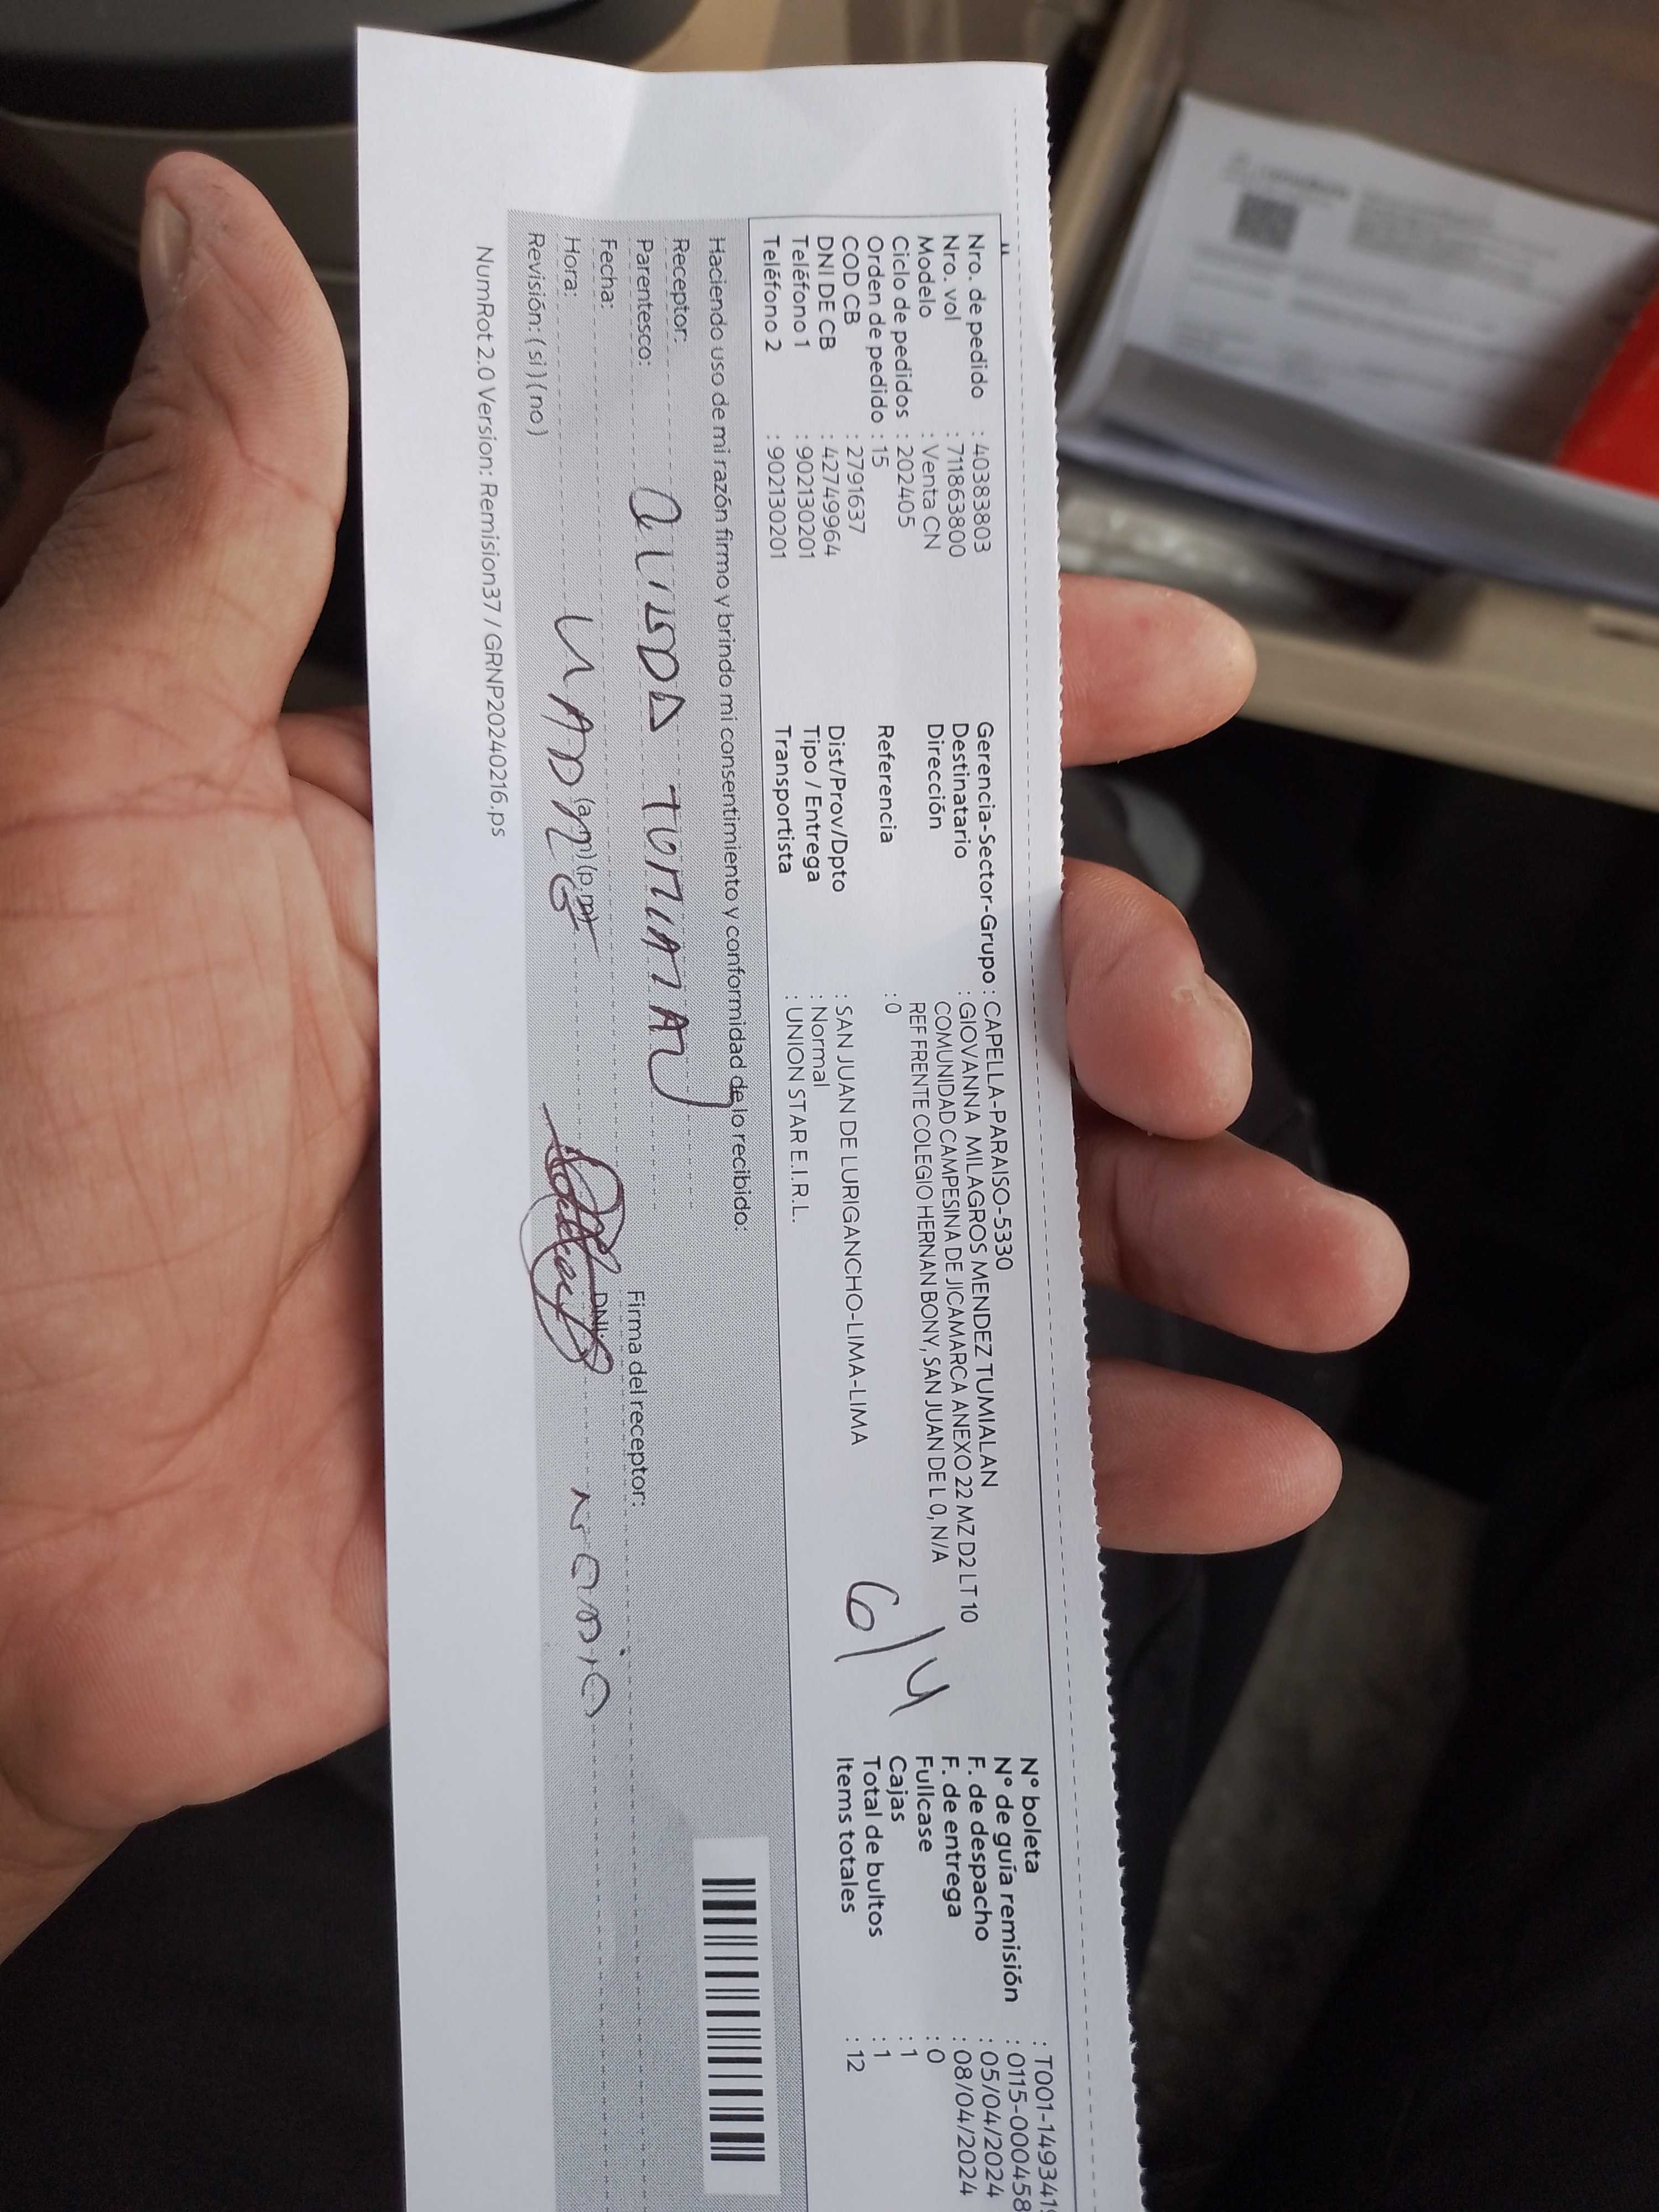 Nro. de pedido : 40383803
Nro. vol : 711863800
Modelo : Venta CN
Ciclo de pedidos : 202405
Orden de pedido : 15
COD CB : 2791637
DNI DE CB : 42749964
Teléfono 1 : 902130201
Teléfono 2 : 902130201
Gerencia-Sector-Grupo : CAPELLA-PARAISO-5330
Destinatario : GIOVANNA MILAGROS MENDEZ TUMIALAN
Dirección COMUNIDAD CAMPESINA DE JICAMARCA ANEXO 22 MZ D2 LT 10
REF FRENTE COLEGIO HERNAN BONY, SAN JUAN DE L 0, N/A
Referencia : 0
Dist/Prov/Dpto : SAN JUAN DE LURIGANCHO-LIMA-LIMA
Tipo / Entrega : Normal
Transportista : UNION STAR E.I.R.L.
6/4
N° boleta : T001-149341
N° de guía remisión : 0115-000458
F. de despacho : 05/04/2024
F. de entrega : 08/04/2024
Fullcase : 0
Cajas : 1
Total de bultos : 1
Items totales : 12
Haciendo uso de mi razón firmo y brindo mi consentimiento y conformidad de lo recibido:
Receptor:
Parentesco: TUMIALAN
Firma del receptor:
Fecha:
DNI:
Hora: (a.m) (p.m)
Revisión: ( si ) ( no )
NumRot 2.0 Version: Remision37 / GRNP20240216.ps